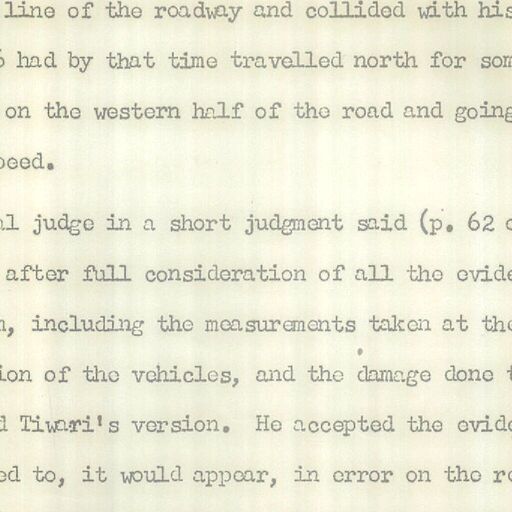 line of the roadway and collided with his
had by that time travelled north for som
on the western half of the road and going
peed.
al judge in a short judgment said (p. 62 o
after full consideration of all the evide
n, including the measurements taken at the
ion of the vehicles, and the damage done t
d Tiwari's version. He accepted the evide
ed to, it would appear, in error on the re